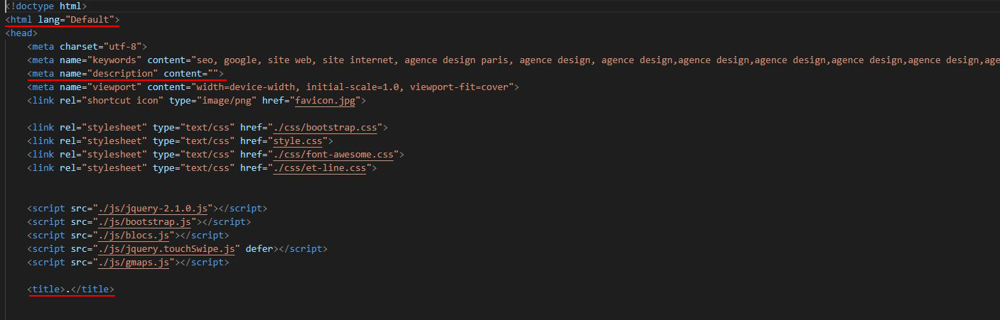 <!doctype html>
<html lang="Default">
<head>
<meta charset="utf-8">
<meta name="keywords" content="seo, google, site web, site internet, agence design paris, agence design, agence design,agence design,agence design,agence design,agence design,age
<meta name="description" content="">
<meta name="viewport" content="width=device-width, initial-scale=1.0, viewport-fit=cover">
<link rel="shortcut icon" type="image/png" href="favicon.jpg">
<link rel="stylesheet" type="text/css" href="./css/bootstrap.css">
<link rel="stylesheet" type="text/css" href="style.css">
<link rel="stylesheet" type="text/css" href="./css/font-awesome.css">
<link rel="stylesheet" type="text/css" href="./css/et-line.css">
<script src="./js/jquery-2.1.0.js"></script>
<script src="./js/bootstrap.js"></script>
<script src="./js/blocs.js"></script>
<script src="./js/jquery.touchSwipe.js" defer></script>
<script src="./js/gmaps.js"></script>
<title>.</title>